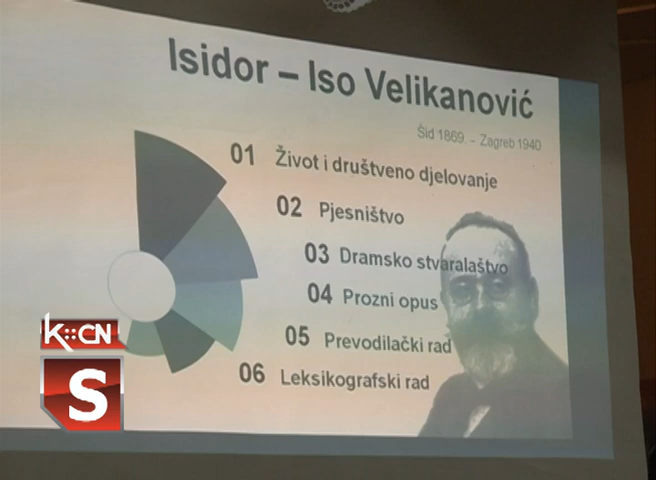 Isidor – Iso Velikanović
Šid 1869. - Zagreb 1940
01 Život i društveno djelovanje
02 Pjesništvo
03 Dramsko stvaralaštvo
04 Prozni opus
05 Prevodilački rad
06 Leksikografski rad
K::CN
S